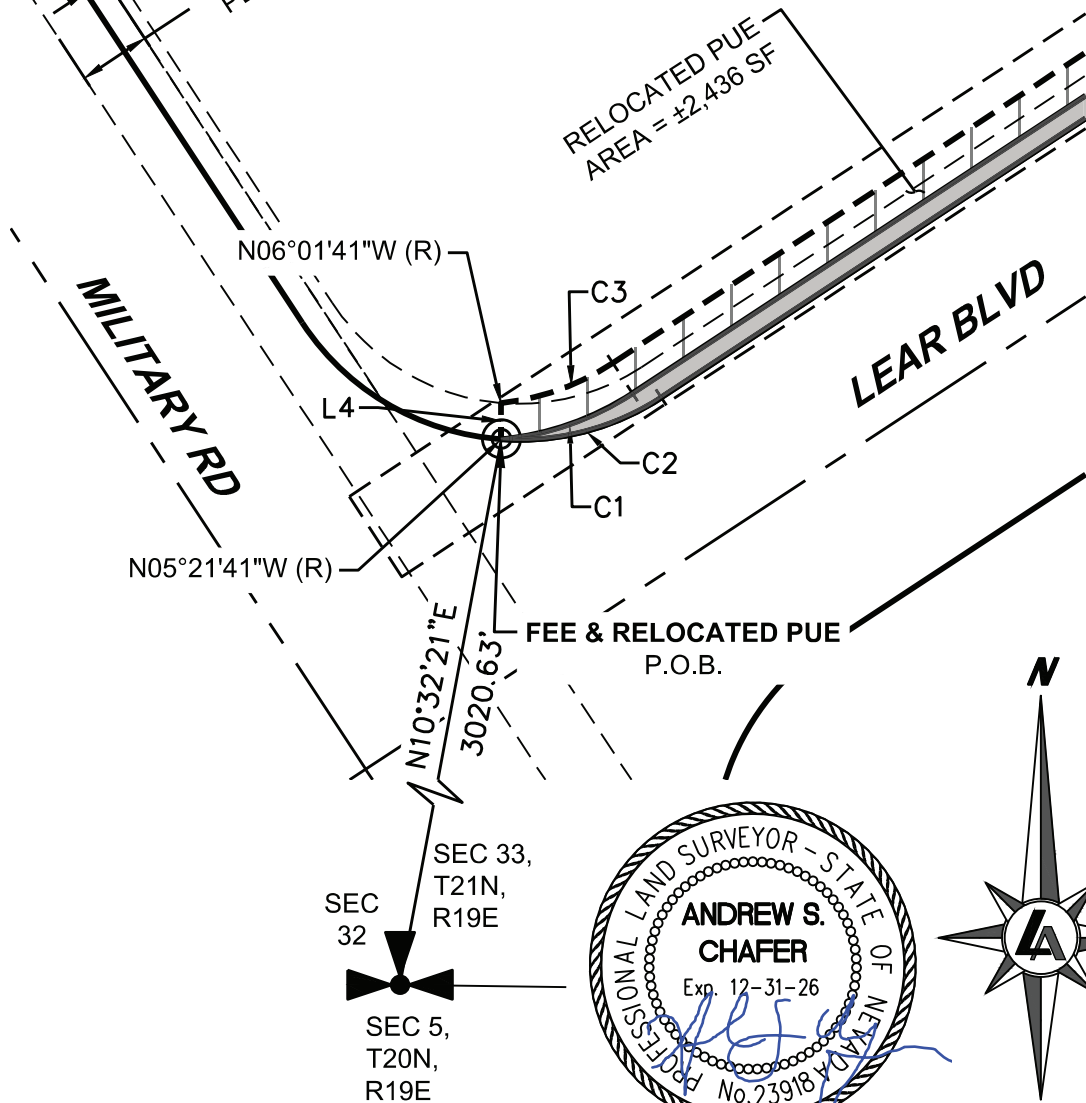 RELOCATED PUE
AREA = ±2,436 SF
N06°01'41"W (R)
C3
MILITARY RD
LEAR BLVD
L4
C2
C1
N05°21'41"W (R)
FEE & RELOCATED PUE
P.O.B.
N10°32'21"E
3020.63'
N
SEC 33,
T21N,
R19E
SEC
32
SEC 5,
T20N,
R19E
PROFESSIONAL LAND SURVEYOR - STATE OF NEVADA
ANDREW S.
CHAFER
Exp. 12-31-26
No.23918
LA